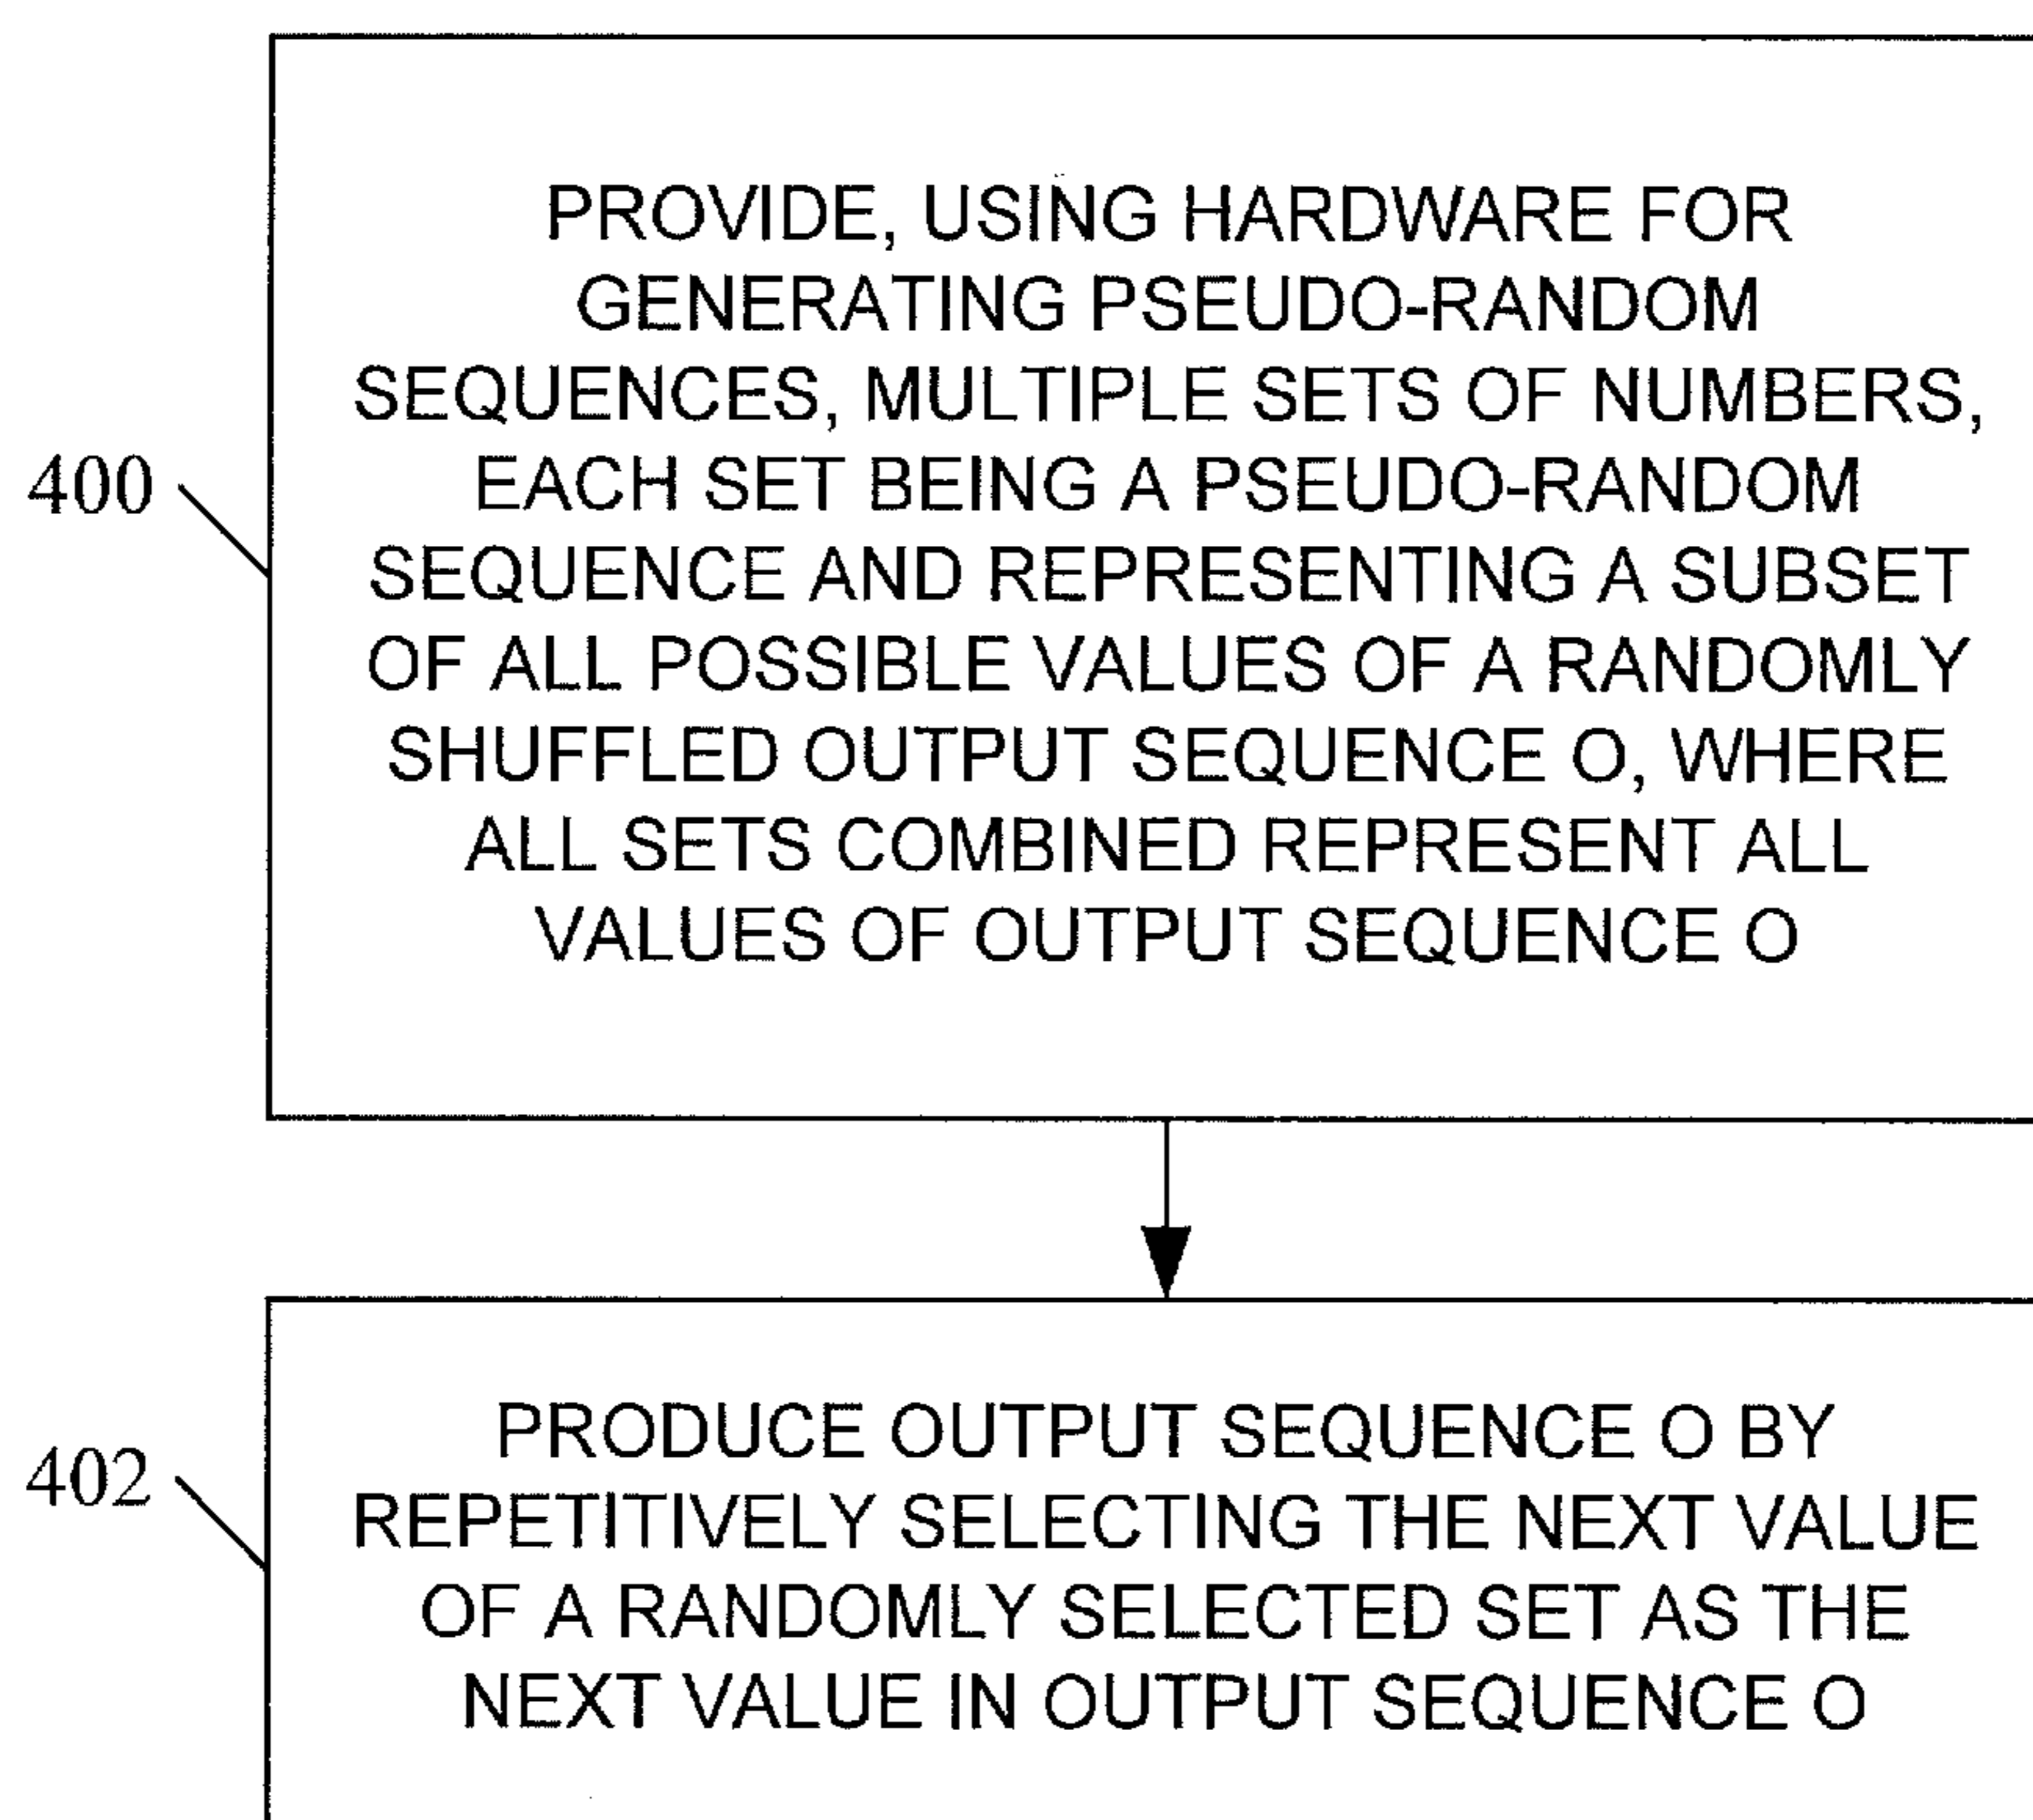 PROVIDE, USING HARDWARE FOR
GENERATING PSEUDO-RANDOM
SEQUENCES, MULTIPLE SETS OF NUMBERS,
EACH SET BEING A PSEUDO-RANDOM
SEQUENCE AND REPRESENTING A SUBSET
OF ALL POSSIBLE VALUES OF A RANDOMLY
SHUFFLED OUTPUT SEQUENCE O, WHERE
ALL SETS COMBINED REPRESENT ALL
VALUES OF OUTPUT SEQUENCE O
400
PRODUCE OUTPUT SEQUENCE O BY
REPETITIVELY SELECTING THE NEXT VALUE
OF A RANDOMLY SELECTED SET AS THE
NEXT VALUE IN OUTPUT SEQUENCE O
402